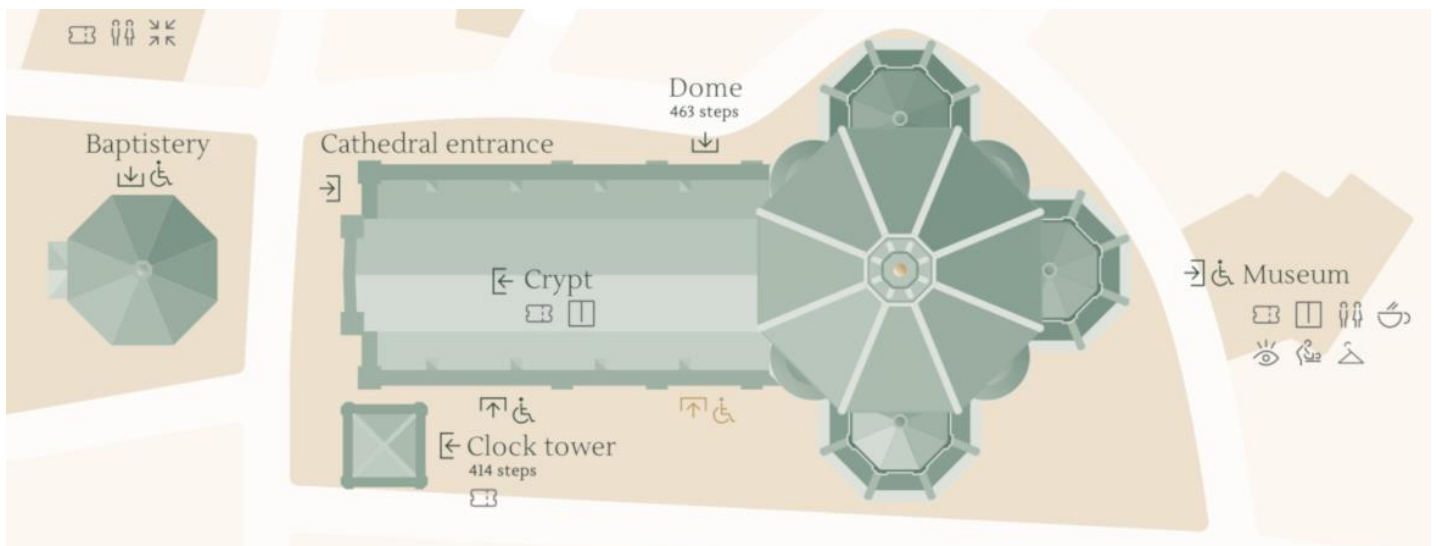 Dome
463 steps
Baptistery
Cathedral entrance
Crypt
Museum
Clock tower
414 steps